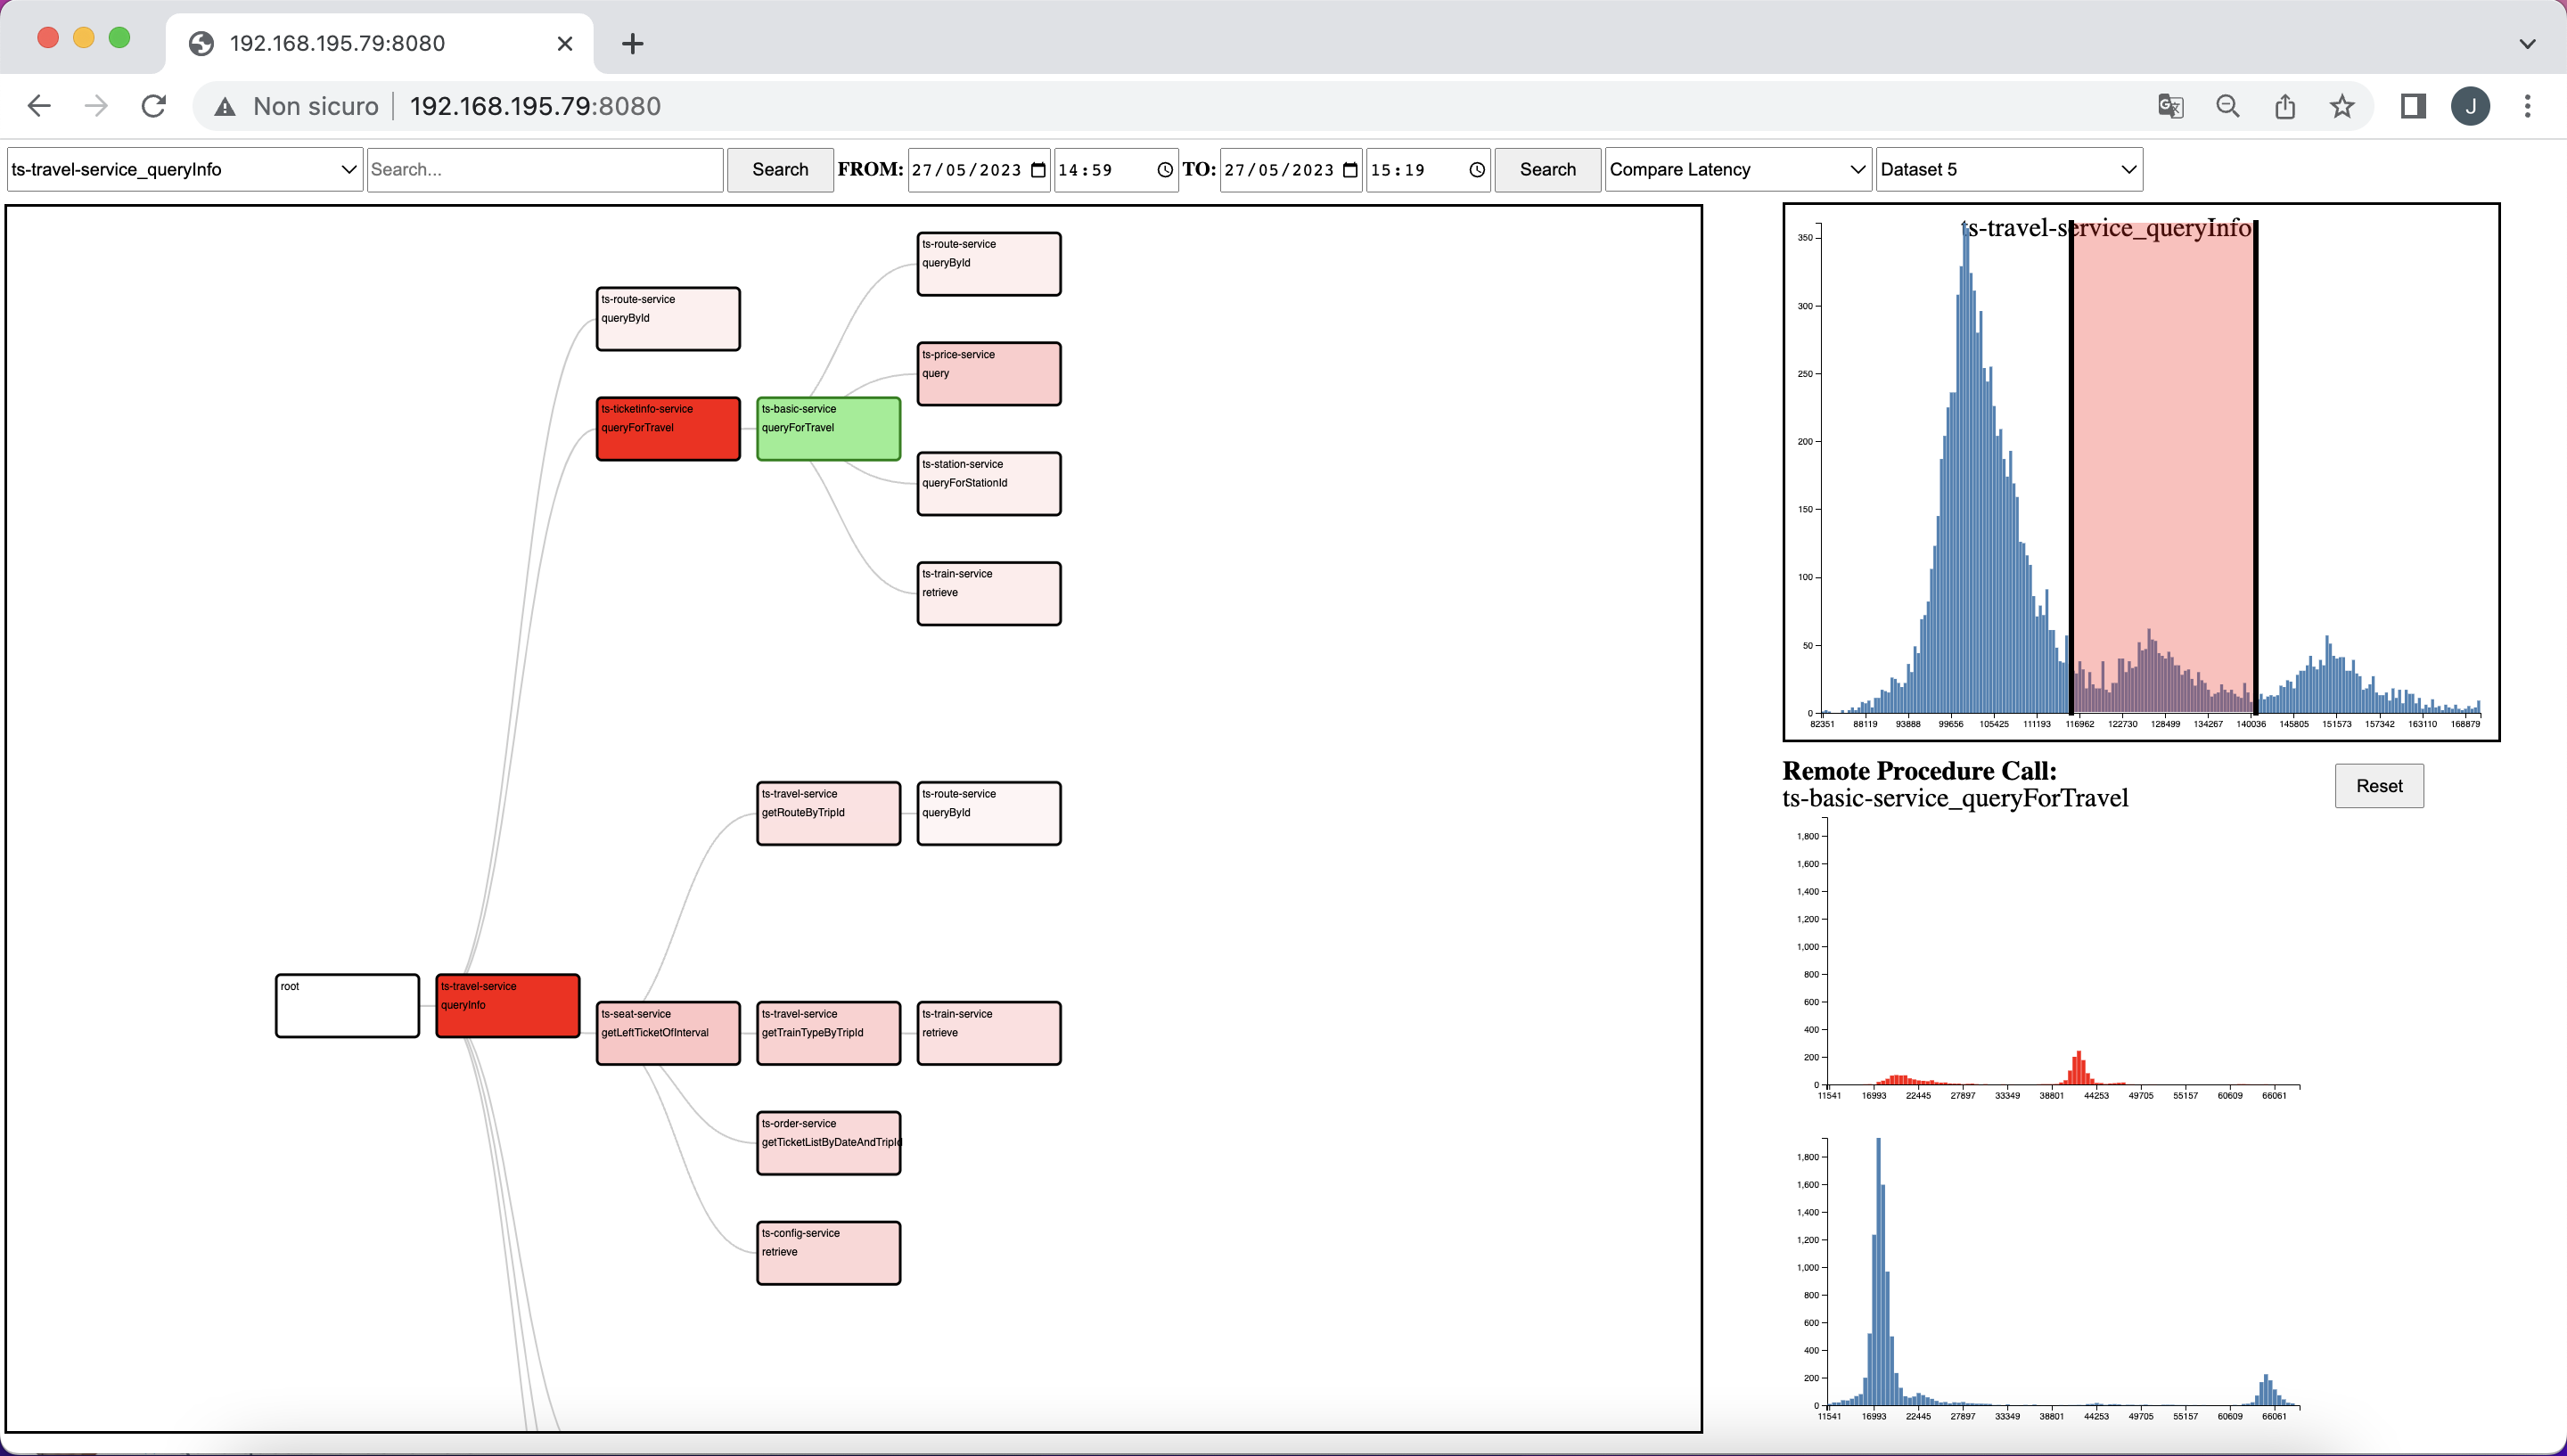 192.168.195.79:8080
Non sicuro 192.168.195.79:8080
J
ts-travel-service_queryInfo Search... Search FROM: 27/05/2023 14:59 TO: 27/05/2023 15:19 Search Compare Latency Dataset 5
ts-route-service
queryById
ts-route-service
queryById
ts-price-service
query
ts-ticketinfo-service
queryForTravel
ts-basic-service
queryForTravel
ts-station-service
queryForStationId
ts-train-service
retrieve
ts-travel-service
getRouteByTripId
ts-route-service
queryById
root
ts-travel-service
queryInfo
ts-seat-service
getLeftTicketOfInterval
ts-travel-service
getTrainTypeByTripId
ts-train-service
retrieve
ts-order-service
getTicketListByDateAndTripId
ts-config-service
retrieve
ts-travel-service_queryInfo
350
300
250
200
150
100
50
0
82351 88119 93888 99656 105425 111193 116962 122730 128499 134267 140036 145805 151573 157342 163110 168879
Remote Procedure Call:
ts-basic-service_queryForTravel
Reset
1,800
1,600
1,400
1,200
1,000
800
600
400
200
0
11541 16993 22445 27897 33349 38801 44253 49705 55157 60609 66061
1,800
1,600
1,400
1,200
1,000
800
600
400
200
0
11541 16993 22445 27897 33349 38801 44253 49705 55157 60609 66061